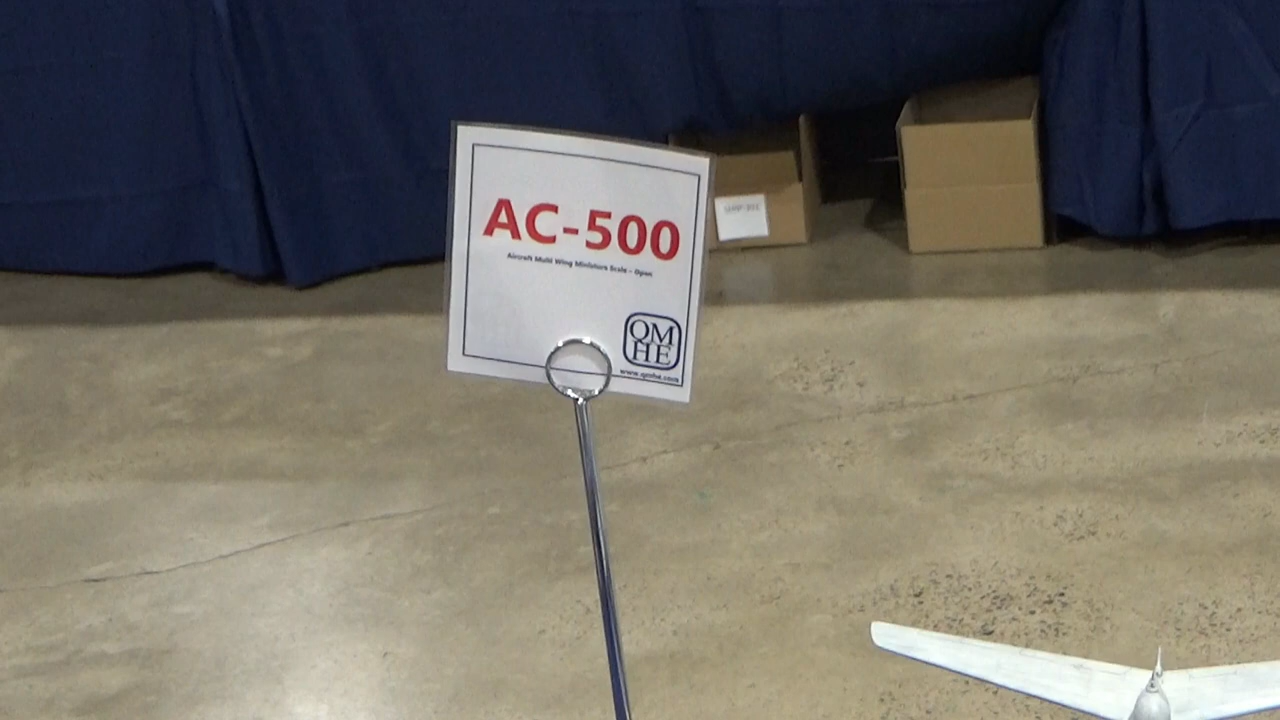 AC-500
Aircraft Multi Wing Miniature Scale - Open
QM
HE
www.qmhe.com